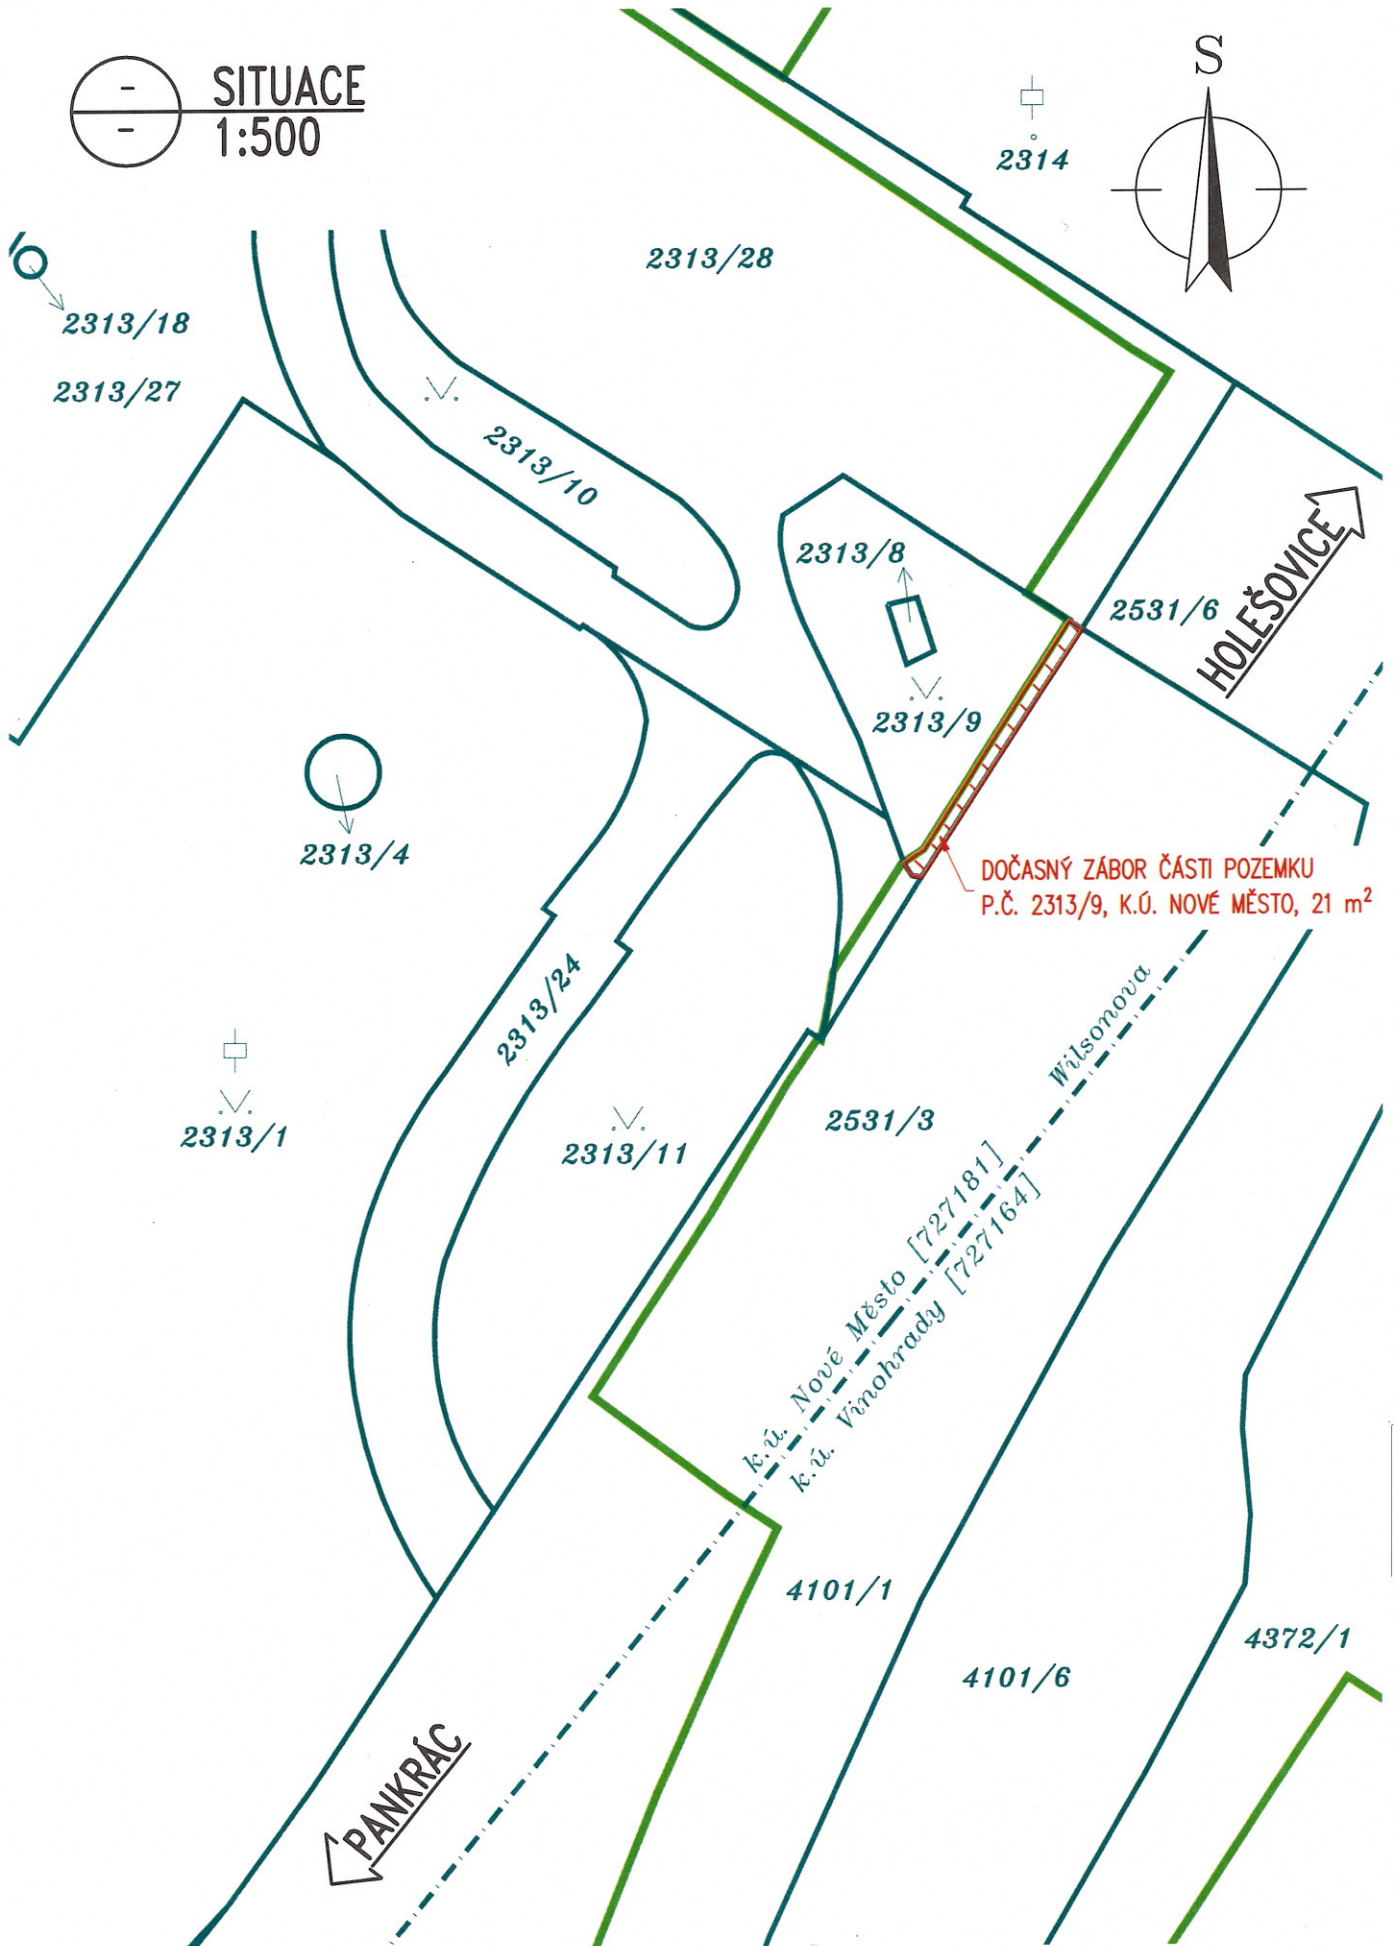 -
-
SITUACE
1:500
S
2314
2313/28
2313/18
2313/27
2313/10
2313/8
2531/6
HOLEŠOVICE
2313/9
2313/4
DOČASNÝ ZÁBOR ČÁSTI POZEMKU
P.Č. 2313/9, K.Ú. NOVÉ MĚSTO, 21 m²
2313/24
Wilsonova
2313/1
2313/11
2531/3
k.ú. Nové Město [727181]
k.ú. Vinohrady [727164]
4101/1
4372/1
4101/6
PANKRÁC